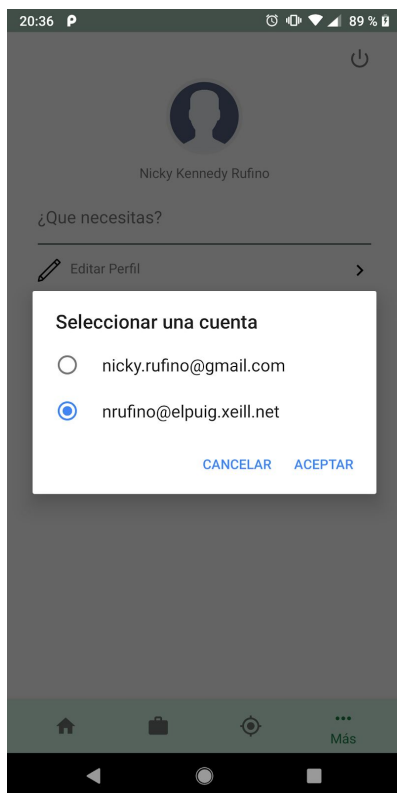 20:36
89 %
Nicky Kennedy Rufino
¿Que necesitas?
Editar Perfil
Seleccionar una cuenta
nicky.rufino@gmail.com
nrufino@elpuig.xeill.net
CANCELAR ACEPTAR
Más